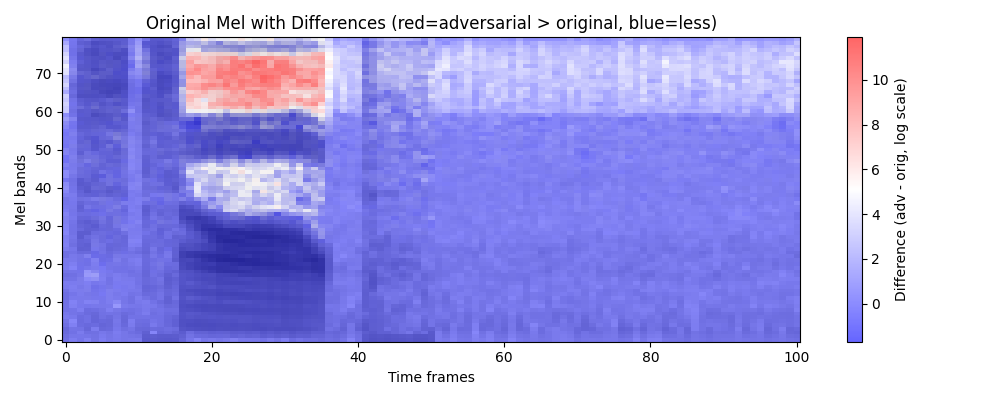 Original Mel with Differences (red=adversarial > original, blue=less)
Mel bands
70
60
50
40
30
20
10
0
0 20 40 60 80 100
Time frames
10
8
6
4
2
0
Difference (adv - orig, log scale)